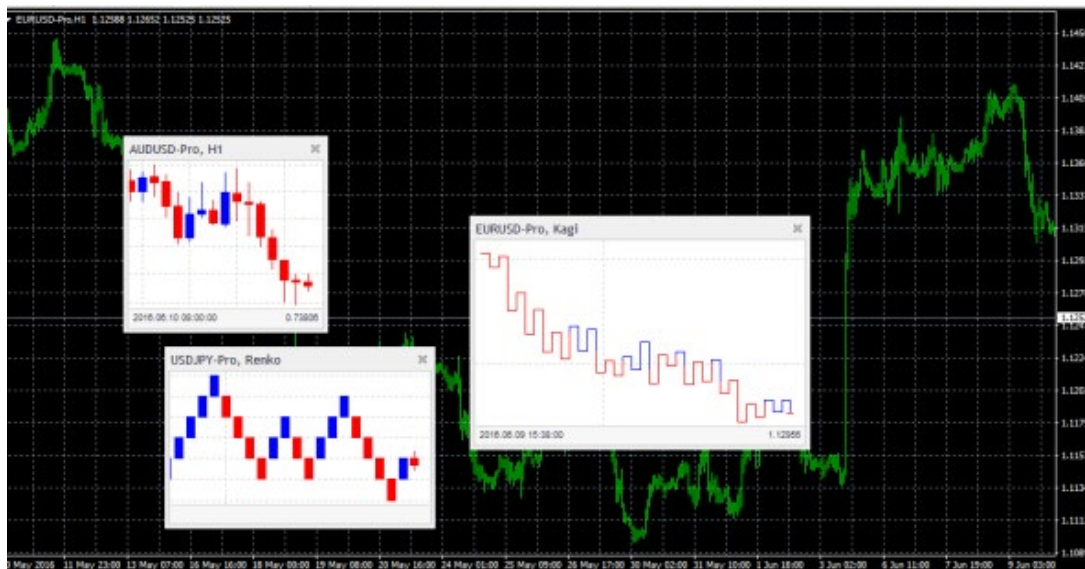 EURUSD-Pro,H1 1.12588 1.12652 1.12525 1.12525
AUDUSD-Pro, H1
2016.06.10 08:00:00 0.73806
USDJPY-Pro, Renko
EURUSD-Pro, Kagi
2016.06.09 15:38:00 1.12956
May 2016 11 May 23:00 13 May 07:00 16 May 16:00 18 May 00:00 19 May 08:00 20 May 16:00 24 May 01:00 25 May 09:00 26 May 17:00 30 May 02:00 31 May 10:00 1 Jun 18:00 3 Jun 02:00 6 Jun 11:00 7 Jun 19:00 9 Jun 03:00